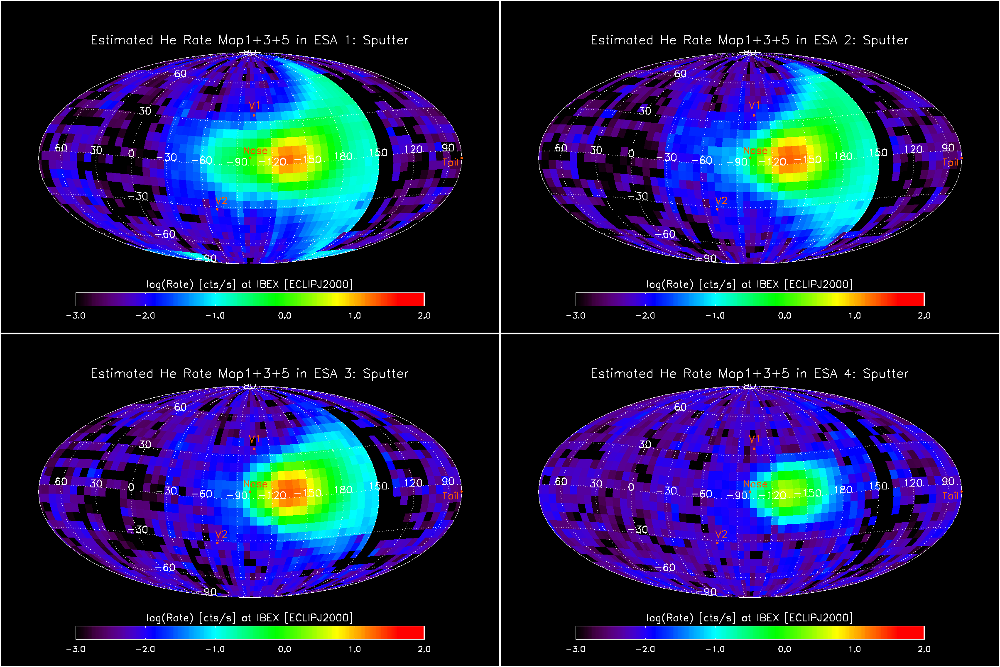 Estimated He Rate Map1+3+5 in ESA 1: Sputter
90
60
V1
30
Nose
60 30 0 -30 -60 -90 -120 -150 180 150 120 90
Tail
-30
V2
-60
-90
log(Rate) [cts/s] at IBEX [ECLIPJ2000]
-3.0 -2.0 -1.0 0.0 1.0 2.0
Estimated He Rate Map1+3+5 in ESA 2: Sputter
90
60
V1
30
Nose
60 30 0 -30 -60 -90 -120 -150 180 150 120 90
Tail
-30
V2
-60
-90
log(Rate) [cts/s] at IBEX [ECLIPJ2000]
-3.0 -2.0 -1.0 0.0 1.0 2.0
Estimated He Rate Map1+3+5 in ESA 3: Sputter
90
60
V1
30
Nose
60 30 0 -30 -60 -90 -120 -150 180 150 120 90
Tail
-30
V2
-60
-90
log(Rate) [cts/s] at IBEX [ECLIPJ2000]
-3.0 -2.0 -1.0 0.0 1.0 2.0
Estimated He Rate Map1+3+5 in ESA 4: Sputter
90
60
V1
30
Nose
60 30 0 -30 -60 -90 -120 -150 180 150 120 90
Tail
-30
V2
-60
-90
log(Rate) [cts/s] at IBEX [ECLIPJ2000]
-3.0 -2.0 -1.0 0.0 1.0 2.0